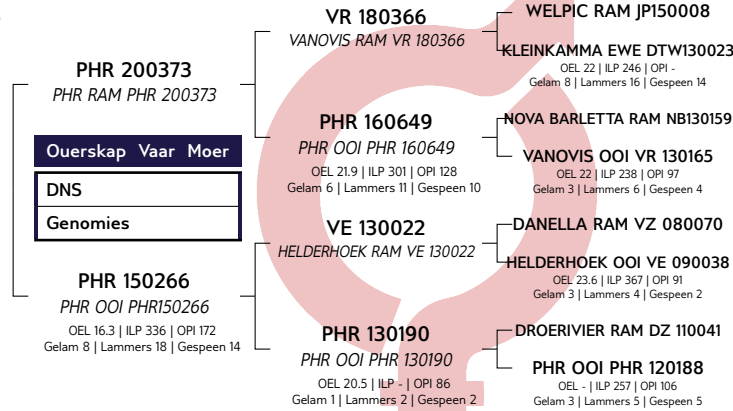 PHR 200373
PHR RAM PHR 200373
Ouerskap Vaar Moer
DNS
Genomies
PHR 150266
PHR OOI PHR150266
OEL 16.3 | ILP 336 | OPI 172
Gelam 8 | Lammers 18 | Gespeen 14
VR 180366
VANOVIS RAM VR 180366
PHR 160649
PHR OOI PHR 160649
OEL 21.9 | ILP 301 | OPI 128
Gelam 6 | Lammers 11 | Gespeen 10
VE 130022
HELDERHOEK RAM VE 130022
PHR 130190
PHR OOI PHR 130190
OEL 20.5 | ILP - | OPI 86
Gelam 1 | Lammers 2 | Gespeen 2
WELPIC RAM JP150008
KLEINKAMMA EWE DTW130023
OEL 22 | ILP 246 | OPI -
Gelam 8 | Lammers 16 | Gespeen 14
NOVA BARLETTA RAM NB130159
VANOVIS OOI VR 130165
OEL 22 | ILP 238 | OPI 97
Gelam 3 | Lammers 6 | Gespeen 4
DANELLA RAM VZ 080070
HELDERHOEK OOI VE 090038
OEL 23.6 | ILP 367 | OPI 91
Gelam 3 | Lammers 4 | Gespeen 2
DROERIVIER RAM DZ 110041
PHR OOI PHR 120188
OEL - | ILP 257 | OPI 106
Gelam 3 | Lammers 5 | Gespeen 5